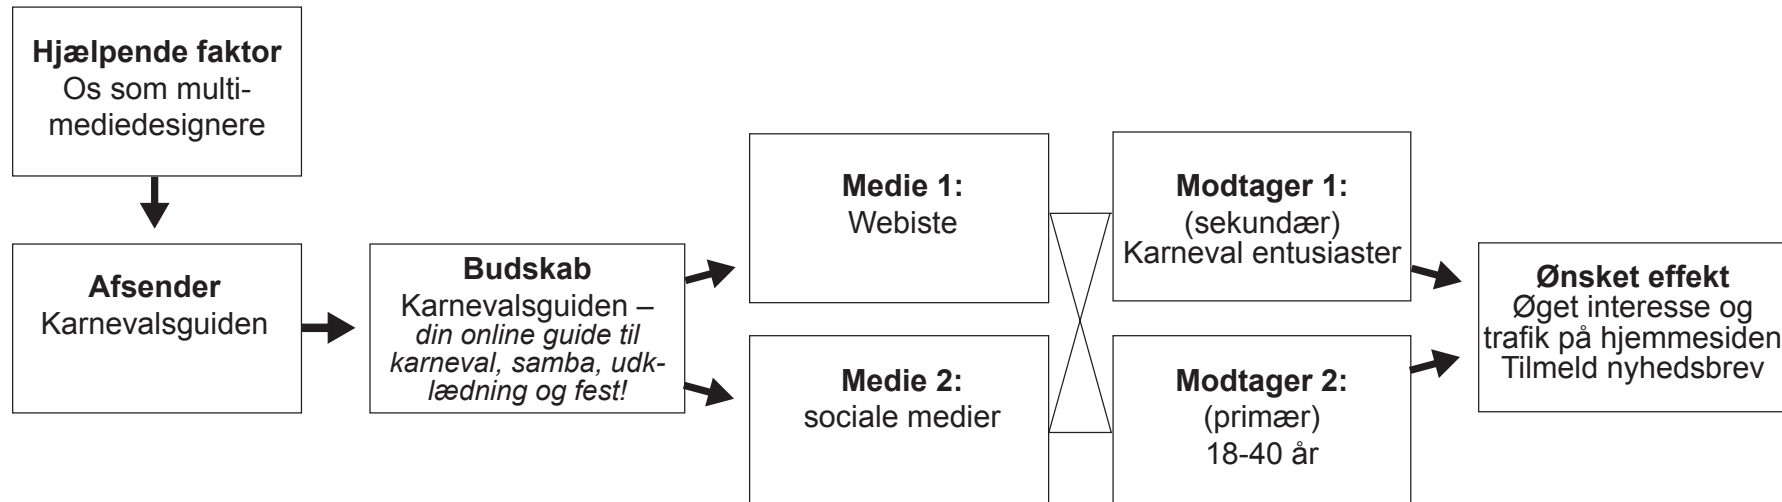 Hjælpende faktor
Os som multi-
mediedesignere
Afsender
Karnevalsguiden
Budskab
Karnevalsguiden –
din online guide til
karneval, samba, udk-
lædning og fest!
Medie 1:
Webiste
Medie 2:
sociale medier
Modtager 1:
(sekundær)
Karneval entusiaster
Modtager 2:
(primær)
18-40 år
Ønsket effekt
Øget interesse og
trafik på hjemmesiden
Tilmeld nyhedsbrev